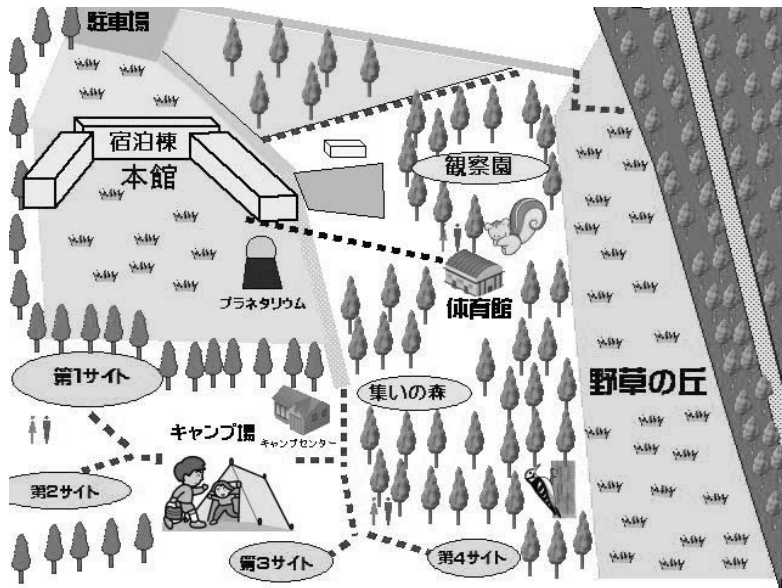 駐車場
宿泊棟
本館
観察園
プラネタリウム
体育館
第1サイト
集いの森
野草の丘
キャンプ場
キャンプセンター
第2サイト
第3サイト
第4サイト